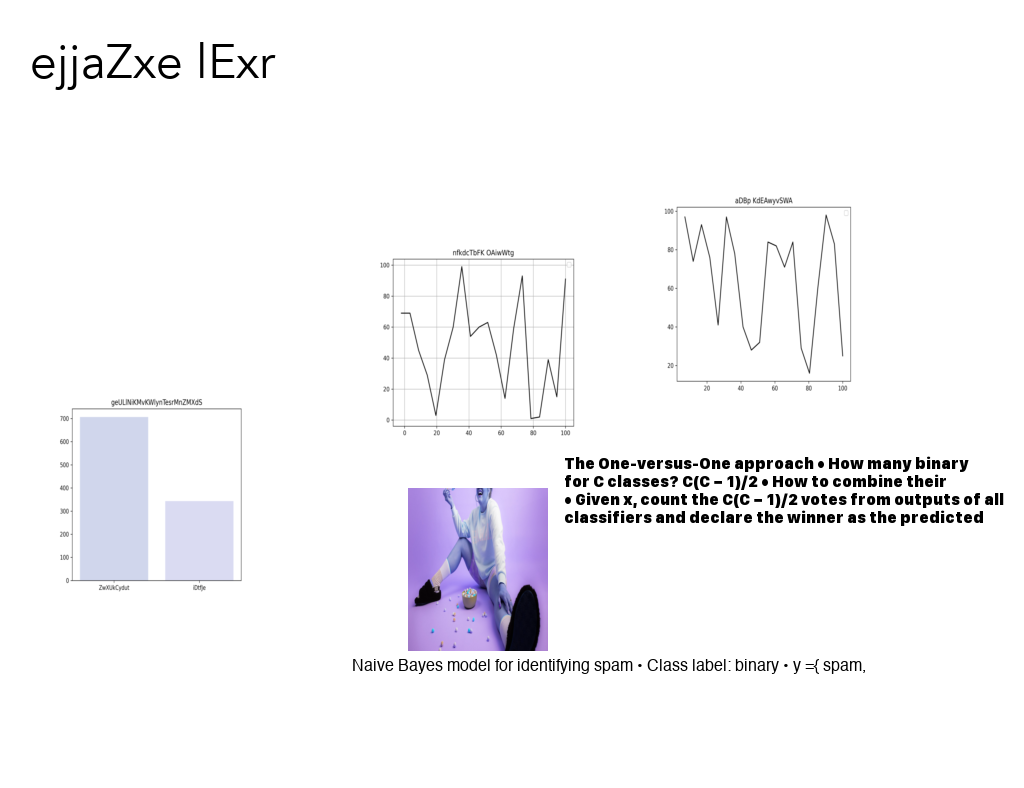 ejjaZxe lExr
aDBp KdEAwyvSWA
100
80
60
40
20
20 40 60 80 100
nfkdcTbFK OAiwWtg
100
80
60
40
20
0
0 20 40 60 80 100
geULlNiKMvKWlynTesrMnZMXdS
700
600
500
400
300
200
100
0
ZwXUkCydut iDtfje
The One-versus-One approach • How many binary
for C classes? C(C – 1)/2 • How to combine their
• Given x, count the C(C – 1)/2 votes from outputs of all
classifiers and declare the winner as the predicted
Naive Bayes model for identifying spam • Class label: binary • y ={ spam,